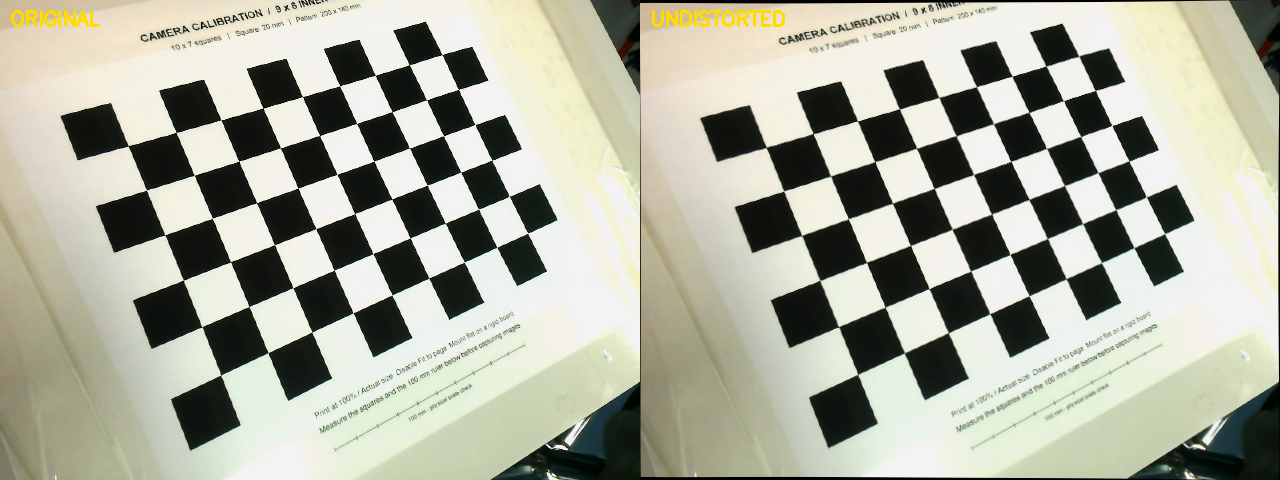 ORIGINAL
CAMERA CALIBRATION / 9 x 6 INNER
10 x 7 squares | Square 20 mm | Pattern 200 x 140 mm
Print at 100% / Actual size. Disable Fit to page. Mount flat on a rigid board
Measure the squares and the 100 mm ruler below before capturing images
100 mm - physical scale check
UNDISTORTED
CAMERA CALIBRATION / 9 x 6 INNER
10 x 7 squares | Square 20 mm | Pattern 200 x 140 mm
Print at 100% / Actual size. Disable Fit to page. Mount flat on a rigid board
Measure the squares and the 100 mm ruler below before capturing images
100 mm - physical scale check